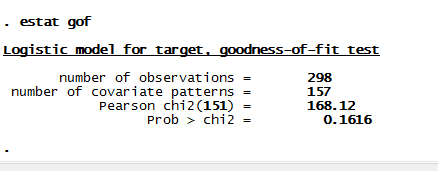 . estat gof
Logistic model for target, goodness-of-fit test
number of observations = 298
number of covariate patterns = 157
Pearson chi2(151) = 168.12
Prob > chi2 = 0.1616
.